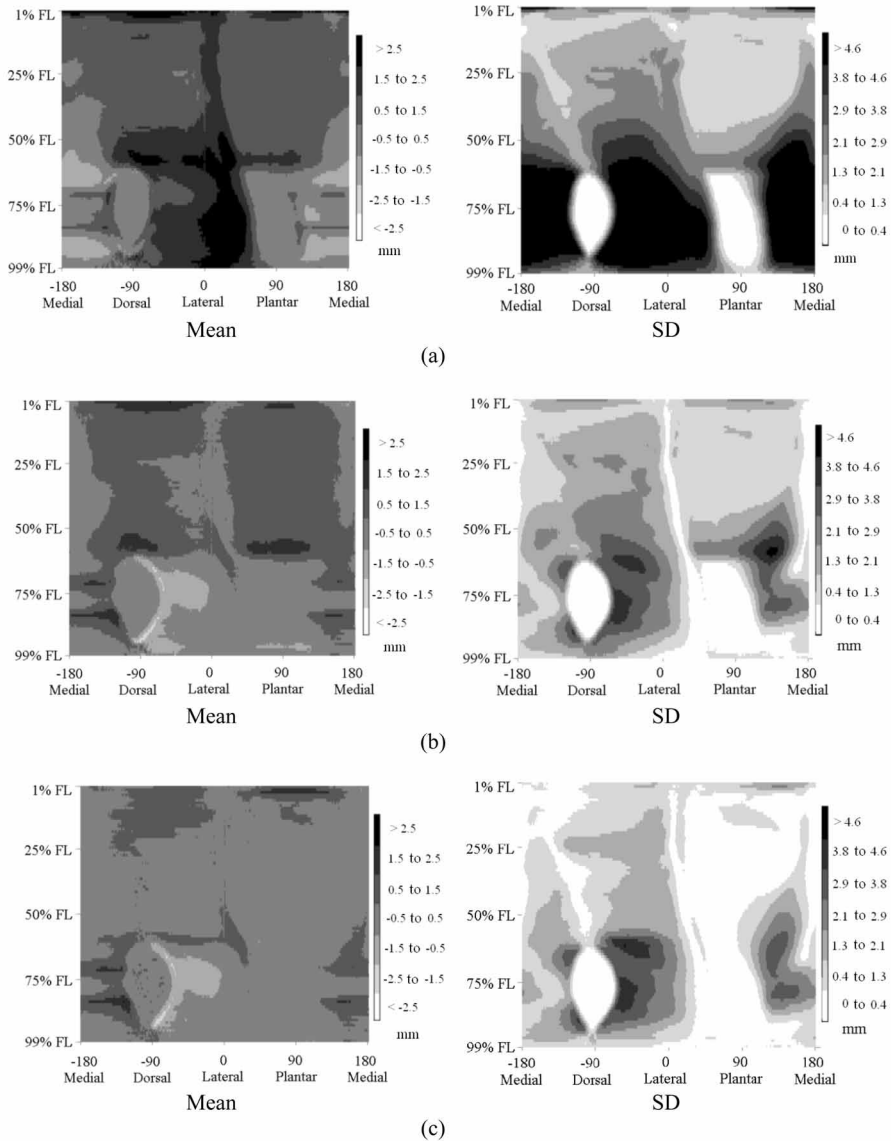 1% FL
25% FL
50% FL
75% FL
99% FL
-180 -90 0 90 180
Medial Dorsal Lateral Plantar Medial
Mean
> 2.5
1.5 to 2.5
0.5 to 1.5
-0.5 to 0.5
-1.5 to -0.5
-2.5 to -1.5
< -2.5
mm
1% FL
25% FL
50% FL
75% FL
99% FL
-180 -90 0 90 180
Medial Dorsal Lateral Plantar Medial
SD
> 4.6
3.8 to 4.6
2.9 to 3.8
2.1 to 2.9
1.3 to 2.1
0.4 to 1.3
0 to 0.4
mm
(a)
1% FL
25% FL
50% FL
75% FL
99% FL
-180 -90 0 90 180
Medial Dorsal Lateral Plantar Medial
Mean
> 2.5
1.5 to 2.5
0.5 to 1.5
-0.5 to 0.5
-1.5 to -0.5
-2.5 to -1.5
< -2.5
mm
1% FL
25% FL
50% FL
75% FL
99% FL
-180 -90 0 90 180
Medial Dorsal Lateral Plantar Medial
SD
> 4.6
3.8 to 4.6
2.9 to 3.8
2.1 to 2.9
1.3 to 2.1
0.4 to 1.3
0 to 0.4
mm
(b)
1% FL
25% FL
50% FL
75% FL
99% FL
-180 -90 0 90 180
Medial Dorsal Lateral Plantar Medial
Mean
> 2.5
1.5 to 2.5
0.5 to 1.5
-0.5 to 0.5
-1.5 to -0.5
-2.5 to -1.5
< -2.5
mm
1% FL
25% FL
50% FL
75% FL
99% FL
-180 -90 0 90 180
Medial Dorsal Lateral Plantar Medial
SD
> 4.6
3.8 to 4.6
2.9 to 3.8
2.1 to 2.9
1.3 to 2.1
0.4 to 1.3
0 to 0.4
mm
(c)